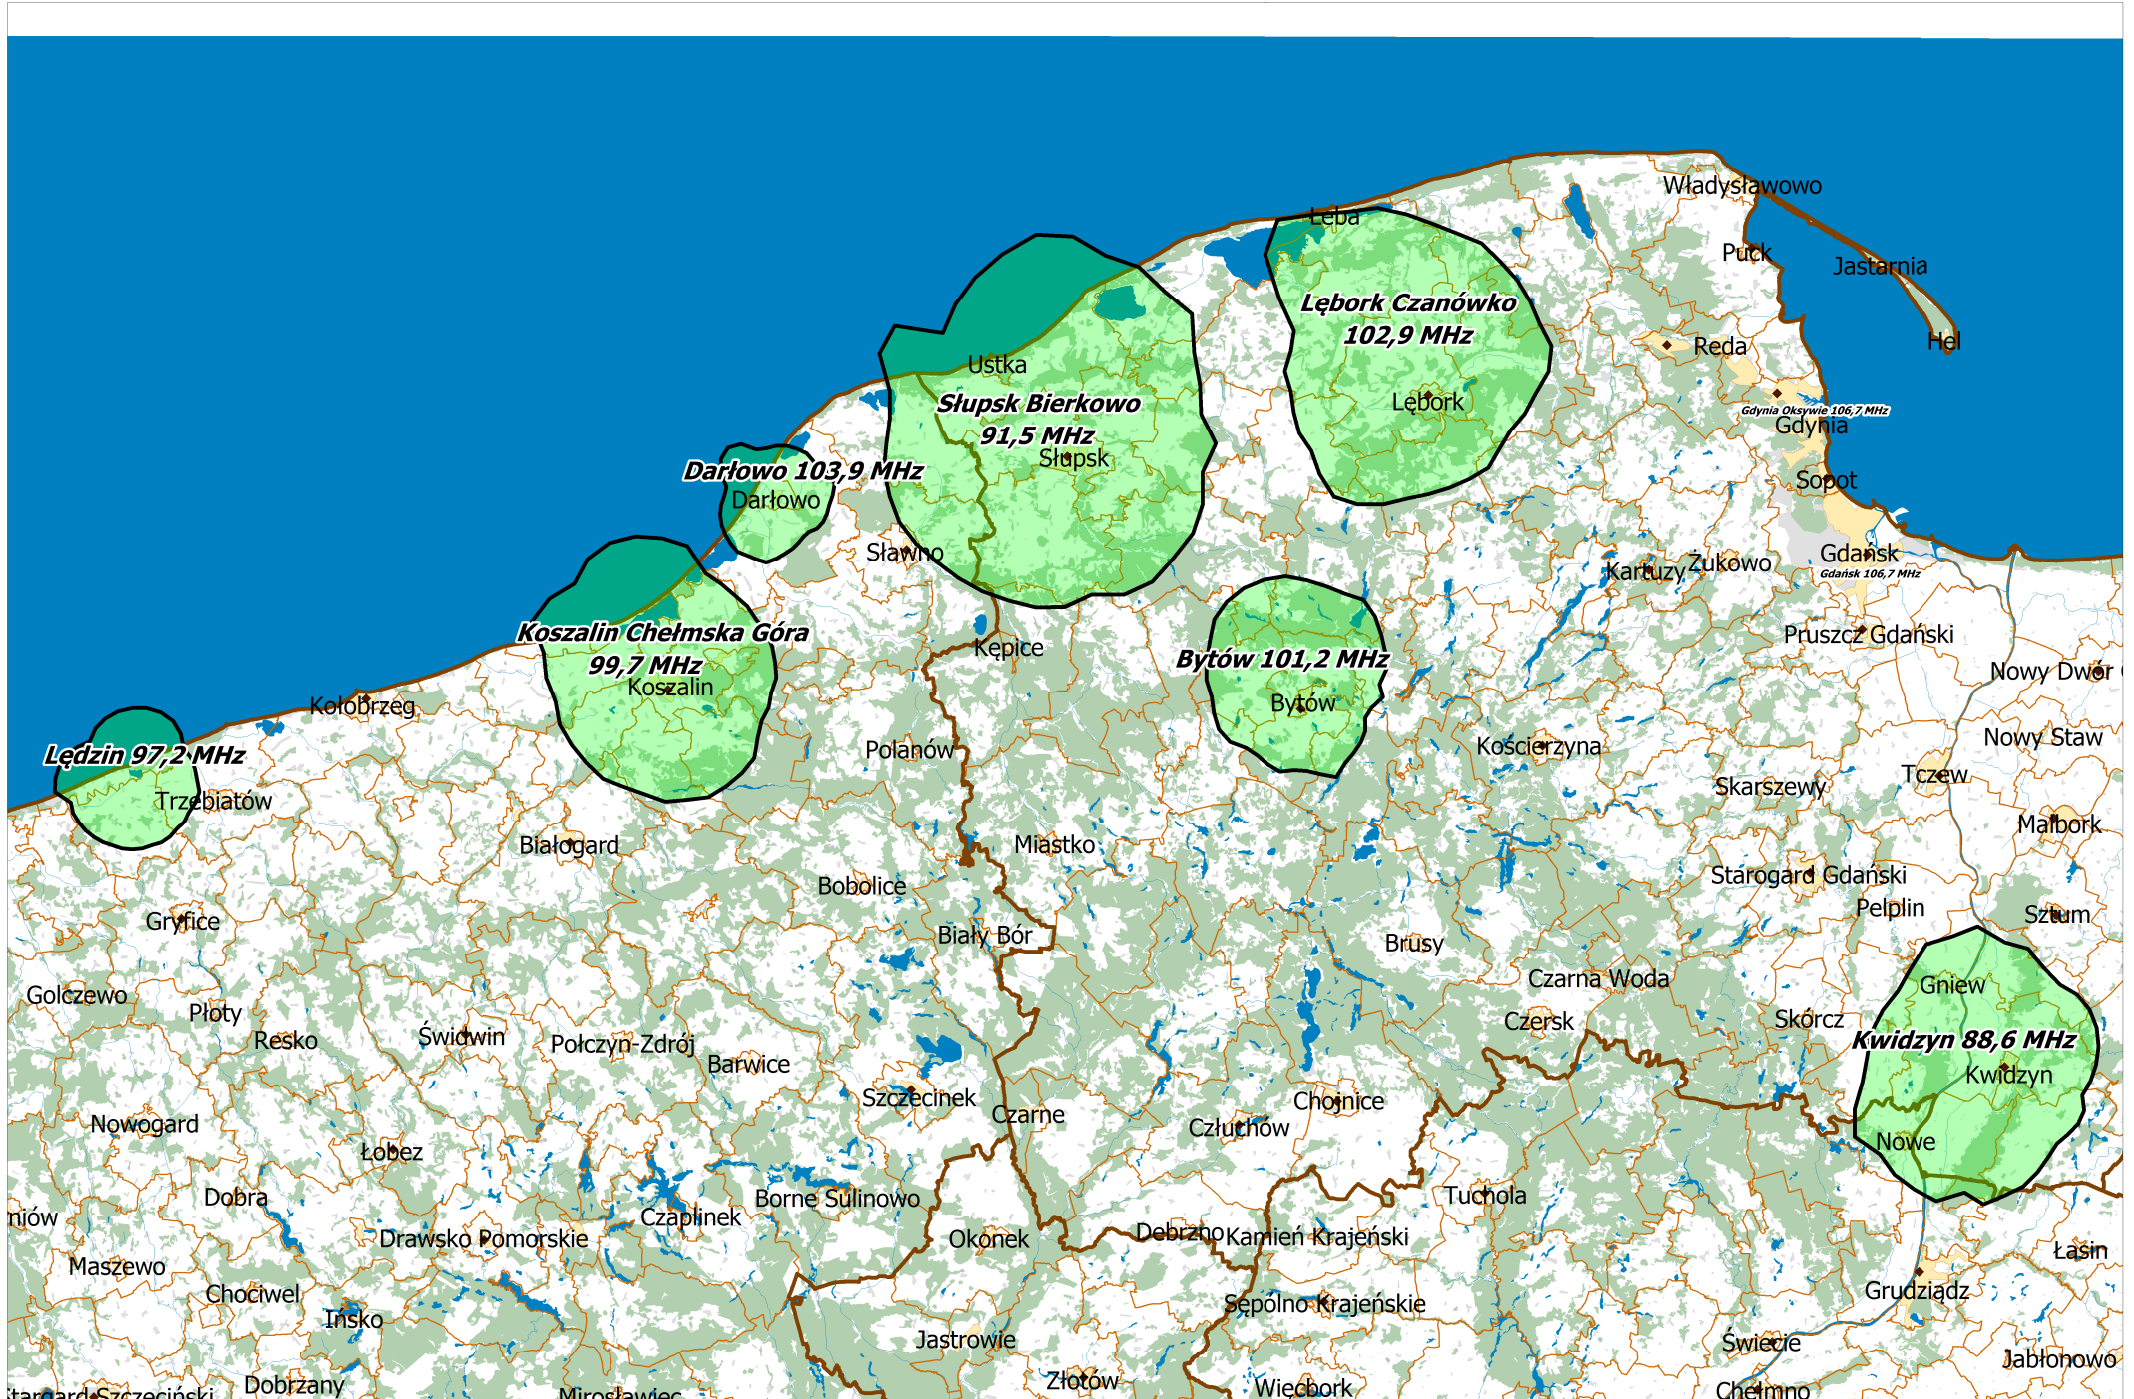 Władysławowo
Łeba
Puck
Jastarnia
Lębork Czanówko
102,9 MHz
Hel
Reda
Ustka
Słupsk Bierkowo
91,5 MHz
Lębork
Gdynia Oksywie 106,7 MHz
Gdynia
Słupsk
Darłowo 103,9 MHz
Darłowo
Sopot
Sławno
Gdańsk
Gdańsk 106,7 MHz
Kartuzy
Żukowo
Koszalin Chełmska Góra
99,7 MHz
Koszalin
Kępice
Bytów 101,2 MHz
Bytów
Pruszcz Gdański
Nowy Dwór
Kołobrzeg
Lędzin 97,2 MHz
Trzebiatów
Polanów
Kościerzyna
Nowy Staw
Tczew
Skarszewy
Malbork
Białogard
Miastko
Bobolice
Starogard Gdański
Pelplin
Sztum
Gryfice
Biały Bór
Brusy
Czarna Woda
Gniew
Golczewo
Płoty
Resko
Świdwin
Połczyn-Zdrój
Barwice
Czersk
Skórcz
Kwidzyn 88,6 MHz
Kwidzyn
Szczecinek
Czarne
Chojnice
Człuchów
Nowogard
Łobez
Nowe
Dobra
Borne Sulinowo
Tuchola
niów
Czaplinek
Drawsko Pomorskie
Okonek
Debrzno
Kamień Krajeński
Łasin
Maszewo
Chociwel
Grudziądz
Ińsko
Sępólno Krajeńskie
Jastrowie
Świecie
Jabłonowo
Złotów
Dobrzany
Stargard Szczeciński
Mirosławiec
Więcbork
Chełmno